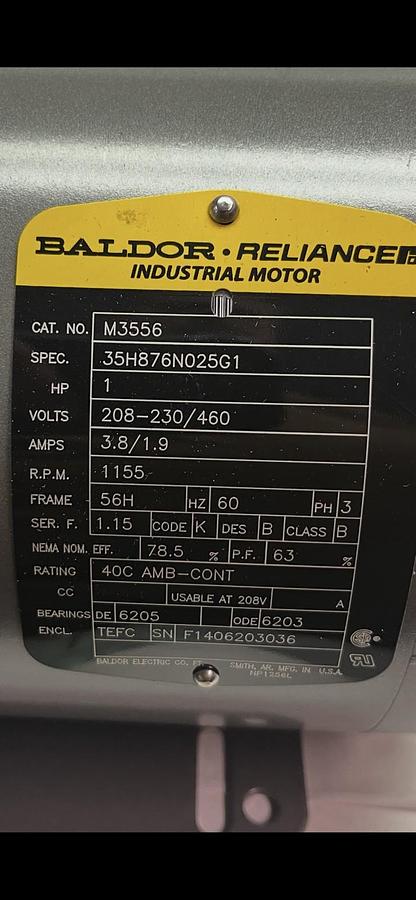 BALDOR • RELIANCE
INDUSTRIAL MOTOR
CAT. NO. M3556
SPEC. 35H876N025G1
HP 1
VOLTS 208-230/460
AMPS 3.8/1.9
R.P.M. 1155
FRAME 56H HZ 60 PH 3
SER. F. 1.15 CODE K DES B CLASS B
NEMA NOM. EFF. 78.5 % P.F. 63 %
RATING 40C AMB-CONT
CC USABLE AT 208V A
BEARINGS DE 6205 ODE 6203
ENCL. TEFC SN F1406203036
BALDOR ELECTRIC CO. SMITH, AR. MFG. IN U.S.A.
NP1256L